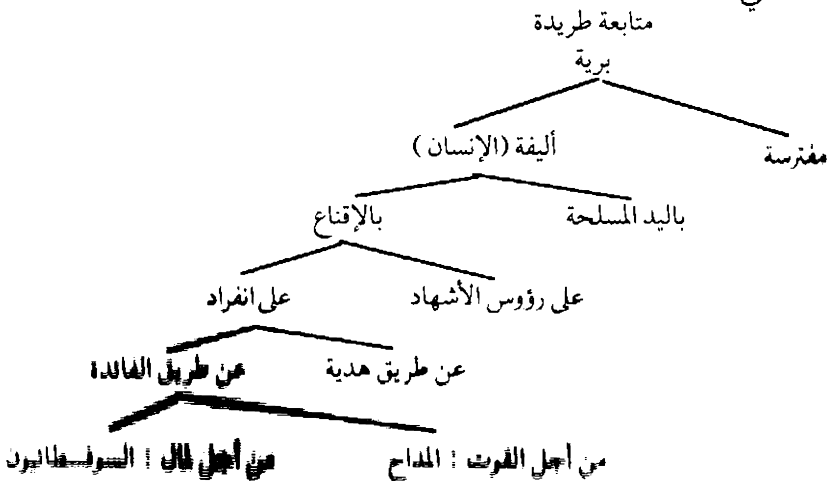 متابعة طريدة
برية
مفترسة
أليفة (الإنسان)
باليد المسلحة
بالإقناع
على رؤوس الأشهاد
على انفراد
عن طريق هدية
عن طريق الفائدة
من أجل القوت : المداح
من أجل المال : السوفسطائيون